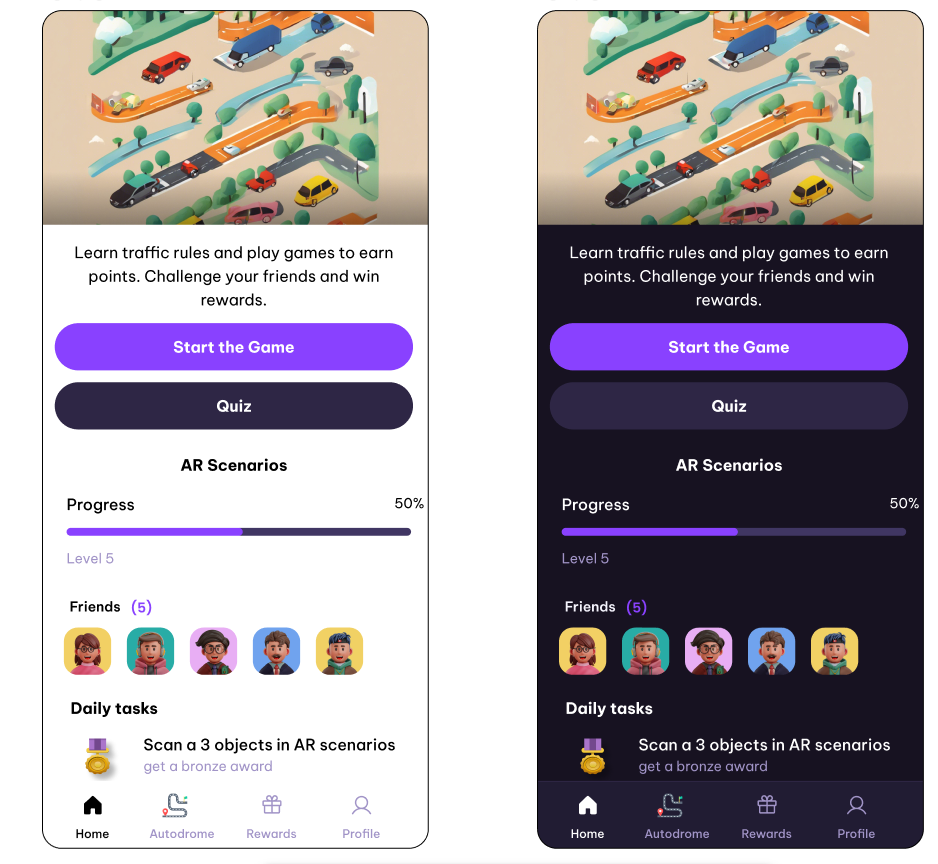 Learn traffic rules and play games to earn
points. Challenge your friends and win
rewards.
Start the Game
Quiz
AR Scenarios
Progress 50%
Level 5
Friends (5)
Daily tasks
Scan a 3 objects in AR scenarios
get a bronze award
Home Autodrome Rewards Profile
Learn traffic rules and play games to earn
points. Challenge your friends and win
rewards.
Start the Game
Quiz
AR Scenarios
Progress 50%
Level 5
Friends (5)
Daily tasks
Scan a 3 objects in AR scenarios
get a bronze award
Home Autodrome Rewards Profile